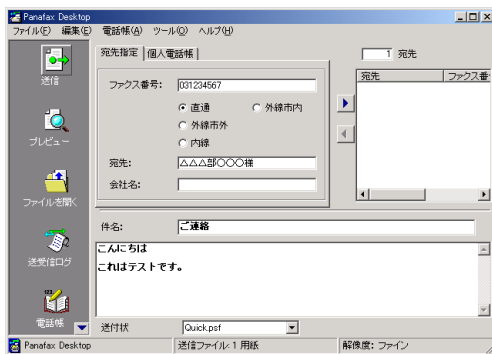 Panafax Desktop
ファイル(F) 編集(E) 電話帳(A) ツール(Q) ヘルプ(H)
送信
プレビュー
ファイルを開く
送受信ログ
電話帳
宛先指定 個人電話帳
ファクス番号: 031234567
直通 外線市内
外線市外
内線
宛先: △△△部○○○様
会社名:
1 宛先
宛先 ファクス番
件名: ご連絡
こんにちは
これはテストです。
送付状 Quick.psf
Panafax Desktop 送信ファイル: 1 用紙 解像度: ファイン